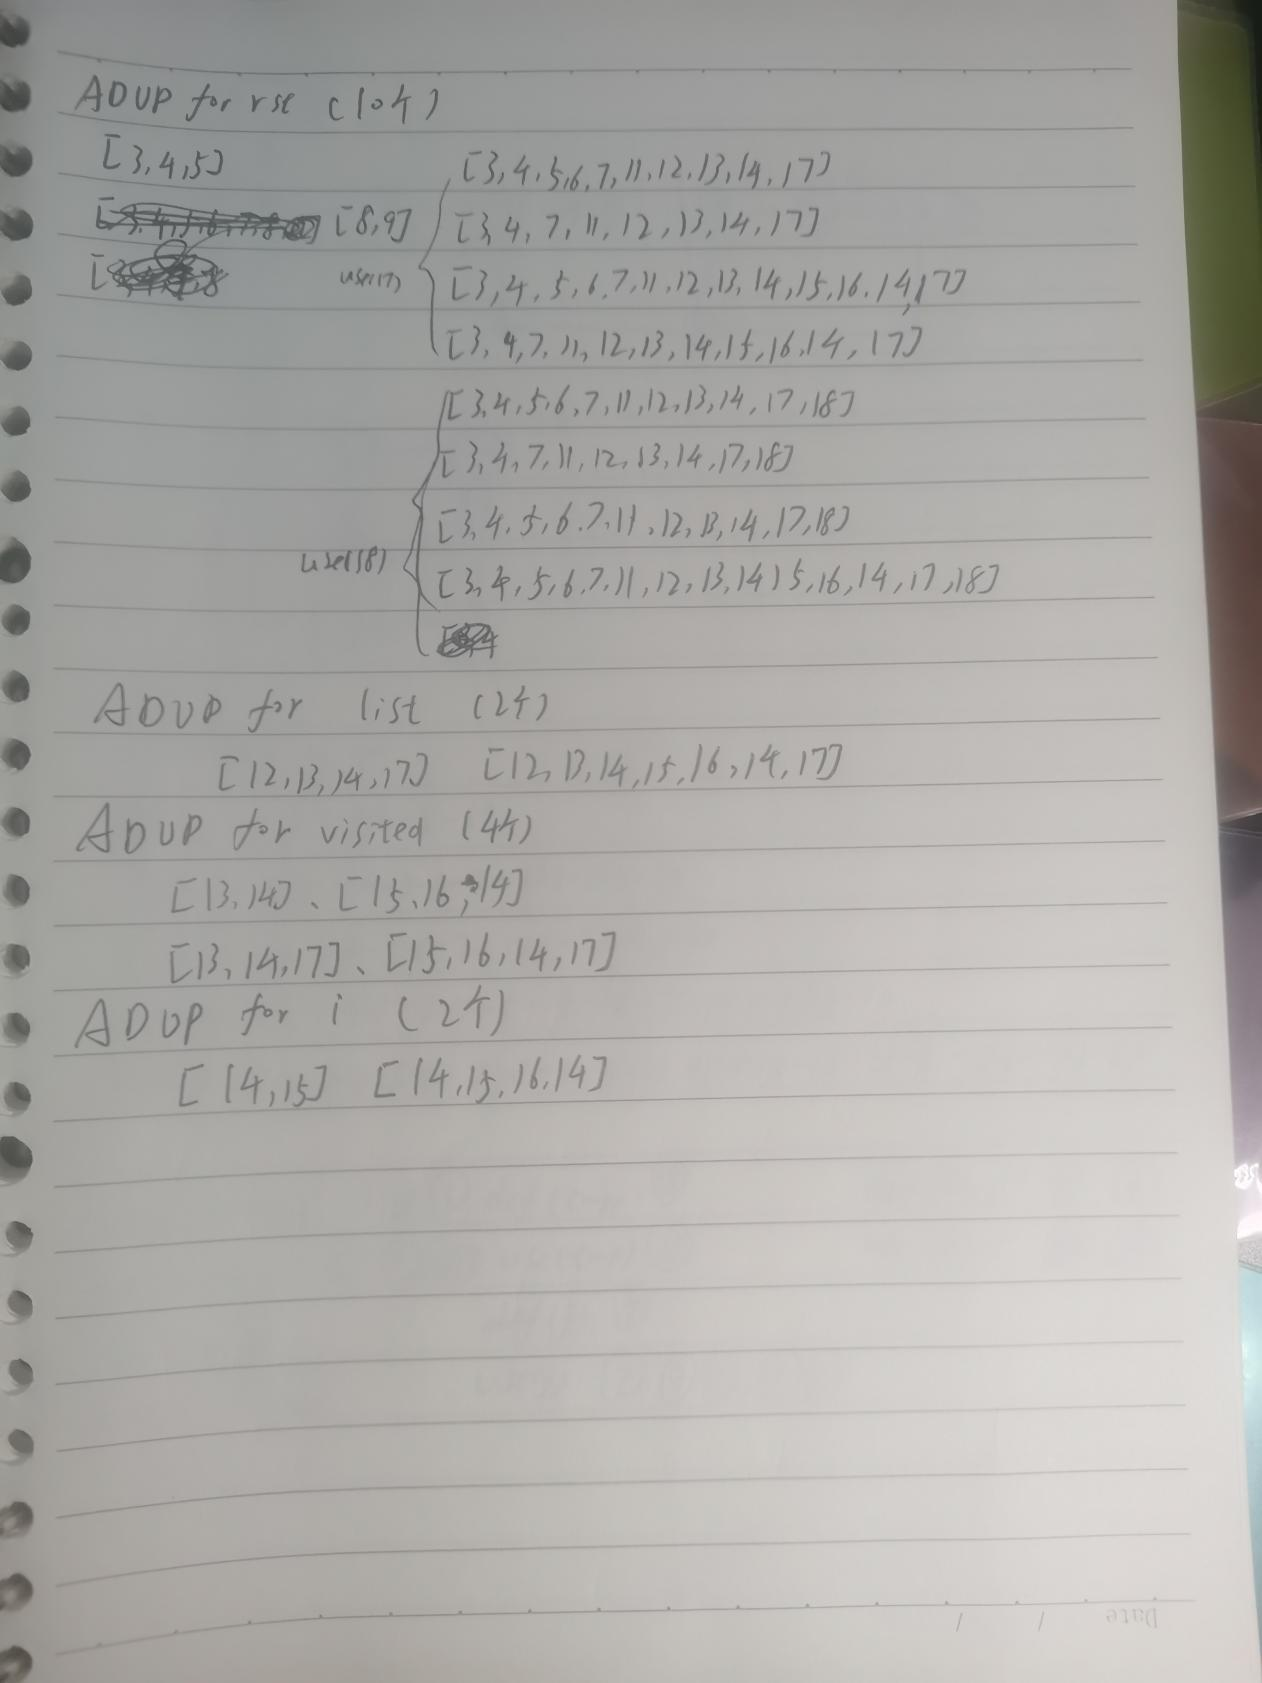 ADUP for rse (10个)
[3,4,5]
[3,4,5,6,7,11,12,13,14,17]
[8,9]
[3,4,7,11,12,13,14,17]
use(17)
[3,4,5,6,7,11,12,13,14,15,16,14,17]
[3,4,7,11,12,13,14,15,16,14,17]
[3,4,5,6,7,11,12,13,14,17,18]
[3,4,7,11,12,13,14,17,18]
[3,4,5,6,7,11,12,13,14,17,18]
use(18)
[3,4,5,6,7,11,12,13,14,15,16,14,17,18]
ADUP for list (2个)
[12,13,14,17] [12,13,14,15,16,14,17]
ADUP for visited (4个)
[13,14]、[15,16,14]
[13,14,17]、[15,16,14,17]
ADUP for i (2个)
[14,15] [14,15,16,14]
Date / /